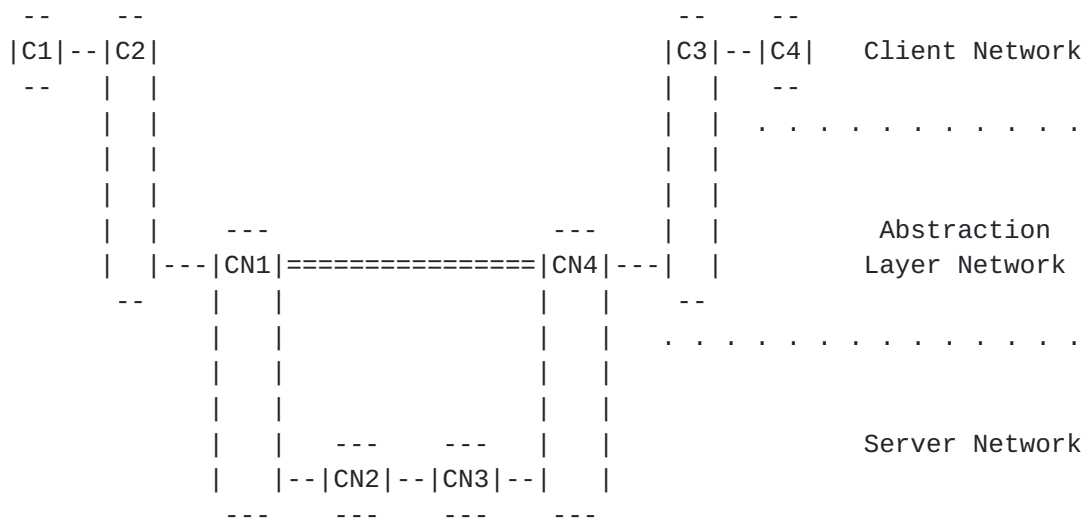 --    --                                  --    --
|C1|--|C2|                                |C3|--|C4|   Client Network
 --   |  |                                |  |   --
      |  |                                |  |  . . . . . . . . . . .
      |  |                                |  |
      |  |                                |  |
      |  |    ---                  ---    |  |          Abstraction
      |  |---|CN1|================|CN4|---|  |         Layer Network
       --    |   |                |   |    --
             |   |                |   |   . . . . . . . . . . . . . .
             |   |                |   |
             |   |                |   |
             |   |   ---    ---   |   |                Server Network
             |   |--|CN2|--|CN3|--|   |
              ---    ---    ---    ---